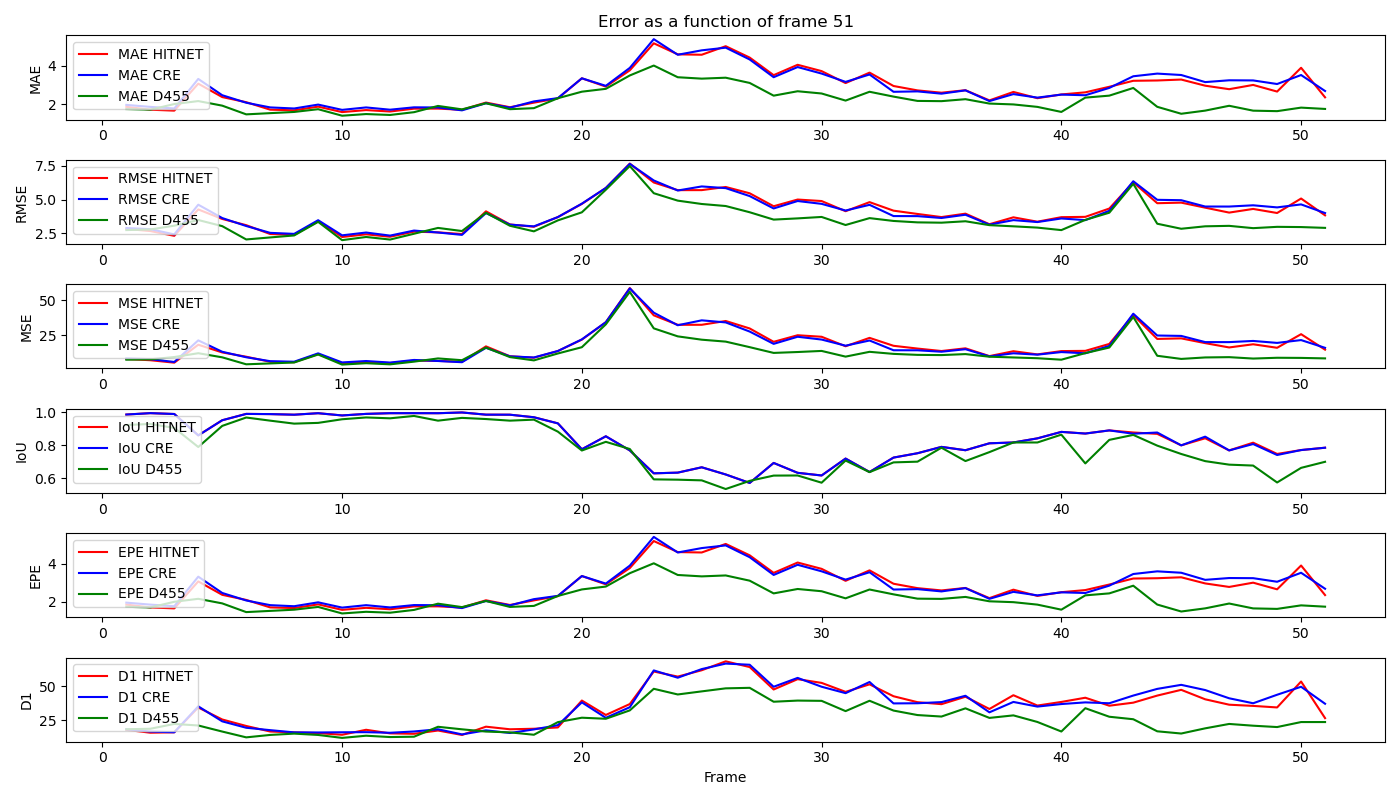 Error as a function of frame 51
MAE
4
2
MAE HITNET
MAE CRE
MAE D455
0 10 20 30 40 50
RMSE
7.5
5.0
2.5
RMSE HITNET
RMSE CRE
RMSE D455
0 10 20 30 40 50
MSE
50
25
MSE HITNET
MSE CRE
MSE D455
0 10 20 30 40 50
IoU
1.0
0.8
0.6
IoU HITNET
IoU CRE
IoU D455
0 10 20 30 40 50
EPE
4
2
EPE HITNET
EPE CRE
EPE D455
0 10 20 30 40 50
D1
50
25
D1 HITNET
D1 CRE
D1 D455
0 10 20 30 40 50
Frame